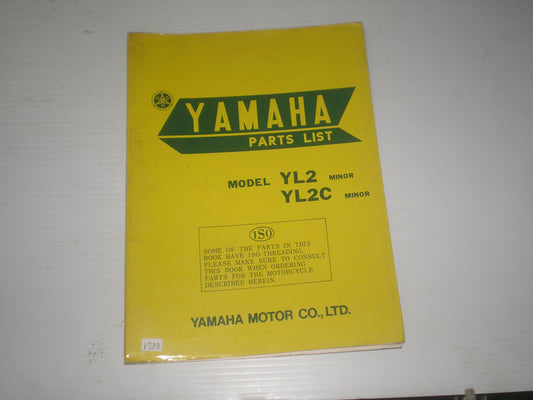 YAMAHA
PARTS LIST
MODEL YL2 MINOR
YL2C MINOR
ISO
SOME OF THE PARTS IN THIS
BOOK HAVE ISO-THREADING.
PLEASE MAKE SURE TO CONSULT
THIS BOOK WHEN ORDERING
PARTS FOR THE MOTORCYCLE
DESCRIBED HEREIN.
YAMAHA MOTOR CO., LTD.